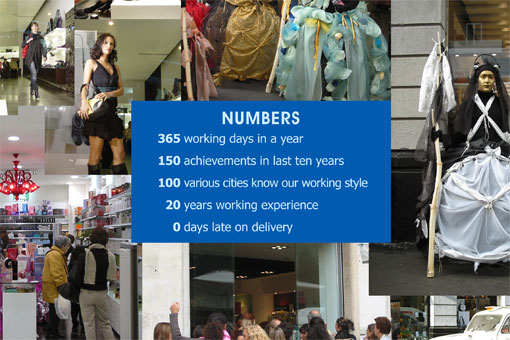 NUMBERS
365 working days in a year
150 achievements in last ten years
100 various cities know our working style
20 years working experience
0 days late on delivery